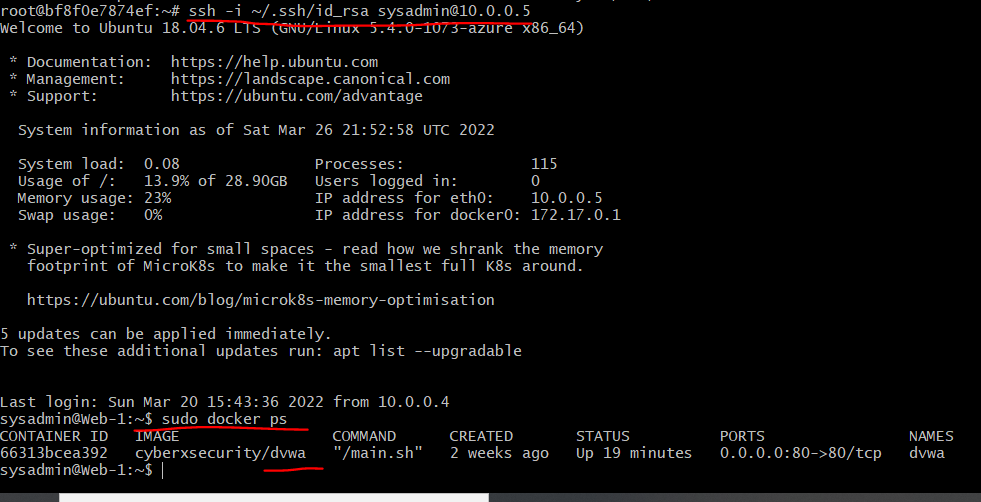 root@bf8f0e7874ef:~# ssh -i ~/.ssh/id_rsa sysadmin@10.0.0.5
Welcome to Ubuntu 18.04.6 LTS (GNU/Linux 5.4.0-1073-azure x86_64)
* Documentation:  https://help.ubuntu.com
* Management:     https://landscape.canonical.com
* Support:        https://ubuntu.com/advantage
System information as of Sat Mar 26 21:52:58 UTC 2022
System load:  0.08               Processes:              115
Usage of /:   13.9% of 28.90GB   Users logged in:        0
Memory usage: 23%                IP address for eth0:    10.0.0.5
Swap usage:   0%                 IP address for docker0: 172.17.0.1
* Super-optimized for small spaces - read how we shrank the memory
footprint of MicroK8s to make it the smallest full K8s around.
https://ubuntu.com/blog/microk8s-memory-optimisation
5 updates can be applied immediately.
To see these additional updates run: apt list --upgradable
Last login: Sun Mar 20 15:43:36 2022 from 10.0.0.4
sysadmin@Web-1:~$ sudo docker ps
CONTAINER ID   IMAGE                 COMMAND      CREATED       STATUS          PORTS                NAMES
66313bcea392   cyberxsecurity/dvwa   "/main.sh"   2 weeks ago   Up 19 minutes   0.0.0.0:80->80/tcp   dvwa
sysadmin@Web-1:~$